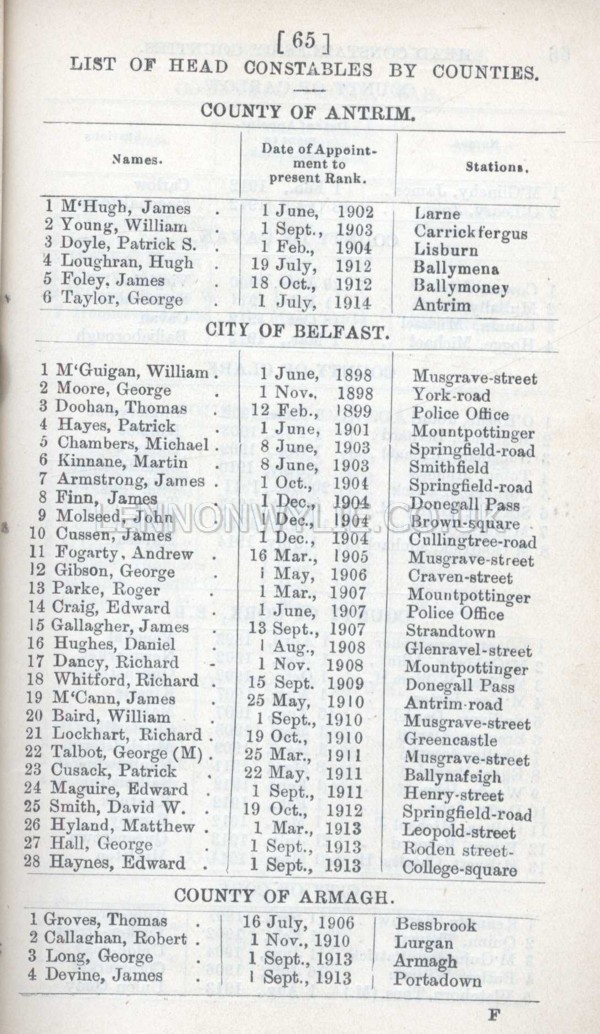 [ 65 ]
LIST OF HEAD CONSTABLES BY COUNTIES.
COUNTY OF ANTRIM.
Names. Date of Appoint-ment to present Rank. Stations.
1 M‘Hugh, James . 1 June, 1902 Larne
2 Young, William . 1 Sept., 1903 Carrickfergus
3 Doyle, Patrick S. . 1 Feb., 1904 Lisburn
4 Loughran, Hugh . 19 July, 1912 Ballymena
5 Foley, James . 18 Oct., 1912 Ballymoney
6 Taylor, George . 1 July, 1914 Antrim
CITY OF BELFAST.
1 M‘Guigan, William . 1 June, 1898 Musgrave-street
2 Moore, George . 1 Nov., 1898 York-road
3 Doohan, Thomas . 12 Feb., 1899 Police Office
4 Hayes, Patrick . 1 June, 1901 Mountpottinger
5 Chambers, Michael . 8 June, 1903 Springfield-road
6 Kinnane, Martin . 8 June, 1903 Smithfield
7 Armstrong, James . 1 Oct., 1904 Springfield-road
8 Finn, James . 1 Dec., 1904 Donegall Pass
9 Molseed, John . 1 Dec., 1904 Brown-square
10 Cussen, James . 1 Dec., 1904 Cullingtree-road
11 Fogarty, Andrew . 16 Mar., 1905 Musgrave-street
12 Gibson, George . 1 May, 1906 Craven-street
13 Parke, Roger . 1 Mar., 1907 Mountpottinger
14 Craig, Edward . 1 June, 1907 Police Office
15 Gallagher, James . 13 Sept., 1907 Strandtown
16 Hughes, Daniel . 1 Aug., 1908 Glenravel-street
17 Dancy, Richard - 1 Nov. 1908 Mountpottinger
18 Whitford, Richard . 15 Sept. 1909 Donegall Pass
19 M‘Cann, James . 25 May, 1910 Antrim-road
20 Baird, William . 1 Sept., 1910 Musgrave-street
21 Lockhart, Richard . 19 Oct., 1910 Greencastle
22 Talbot, George (M) . 25 Mar., 1911 Musgrave-street
23 Cusack, Patrick . 22 May, 1911 Ballynafeigh
24 Maguire, Edward . 1 Sept., 1911 Henry-street
25 Smith, David W. . 19 Oct., 1912 Springfield-road
26 Hyland, Matthew . 1 Mar., 1913 Leopold-street
27 Hall, George . 1 Sept., 1913 Roden street-
28 Haynes, Edward . 1 Sept., 1913 College-square
COUNTY OF ARMAGH.
1 Groves, Thomas . 16 July, 1906 Bessbrook
2 Callaghan, Robert . 1 Nov., 1910 Lurgan
3 Long, George . 1 Sept., 1913 Armagh
4 Devine, James . 1 Sept., 1913 Portadown
F